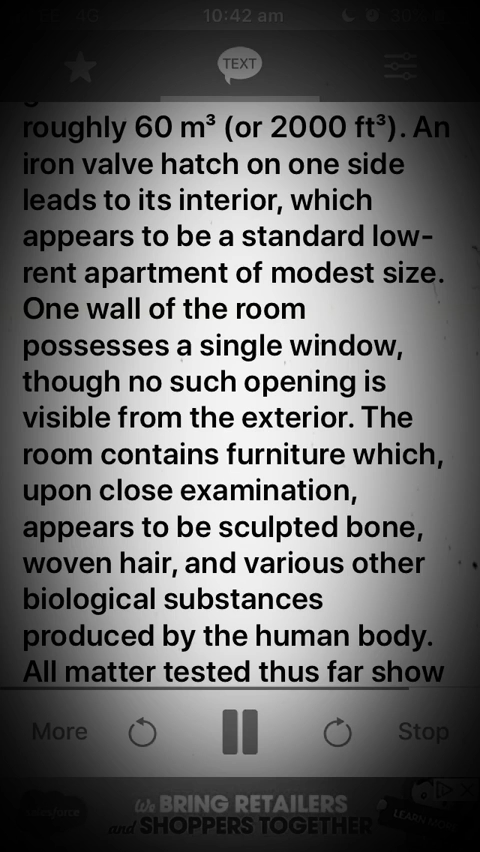 4G 10:42 am
TEXT
roughly 60 m³ (or 2000 ft³). An
iron valve hatch on one side
leads to its interior, which
appears to be a standard low-
rent apartment of modest size.
One wall of the room
possesses a single window,
though no such opening is
visible from the exterior. The
room contains furniture which,
upon close examination,
appears to be sculpted bone,
woven hair, and various other
biological substances
produced by the human body.
All matter tested thus far show
More Stop
We BRING RETAILERS
and SHOPPERS TOGETHER
LEARN MORE